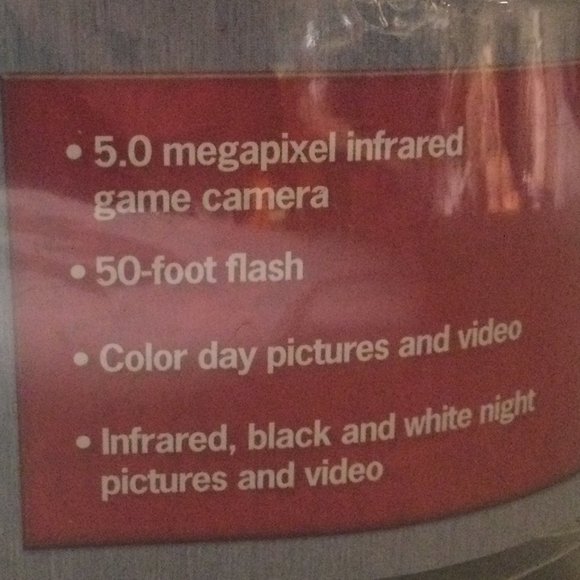 • 5.0 megapixel infrared
game camera
• 50-foot flash
• Color day pictures and video
• Infrared, black and white night
pictures and video